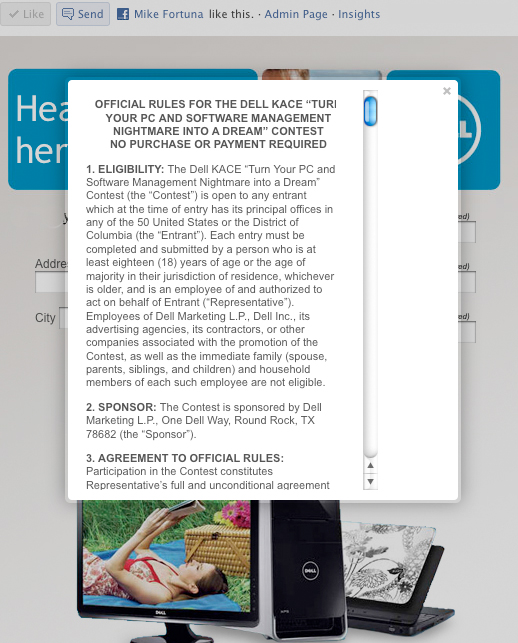 Like Send Mike Fortuna like this. · Admin Page · Insights
Hea
her
OFFICIAL RULES FOR THE DELL KACE “TURN
YOUR PC AND SOFTWARE MANAGEMENT
NIGHTMARE INTO A DREAM” CONTEST
NO PURCHASE OR PAYMENT REQUIRED
1. ELIGIBILITY: The Dell KACE “Turn Your PC and
Software Management Nightmare into a Dream”
Contest (the “Contest”) is open to any entrant
which at the time of entry has its principal offices in
any of the 50 United States or the District of
Columbia (the “Entrant”). Each entry must be
completed and submitted by a person who is at
least eighteen (18) years of age or the age of
majority in their jurisdiction of residence, whichever
is older, and is an employee of and authorized to
act on behalf of Entrant (“Representative”).
Employees of Dell Marketing L.P., Dell Inc., its
advertising agencies, its contractors, or other
companies associated with the promotion of the
Contest, as well as the immediate family (spouse,
parents, siblings, and children) and household
members of each such employee are not eligible.
2. SPONSOR: The Contest is sponsored by Dell
Marketing L.P., One Dell Way, Round Rock, TX
78682 (the “Sponsor”).
3. AGREEMENT TO OFFICIAL RULES:
Participation in the Contest constitutes
Representative’s full and unconditional agreement
y
red)
Addre
red)
City
red)
DELL
DELL